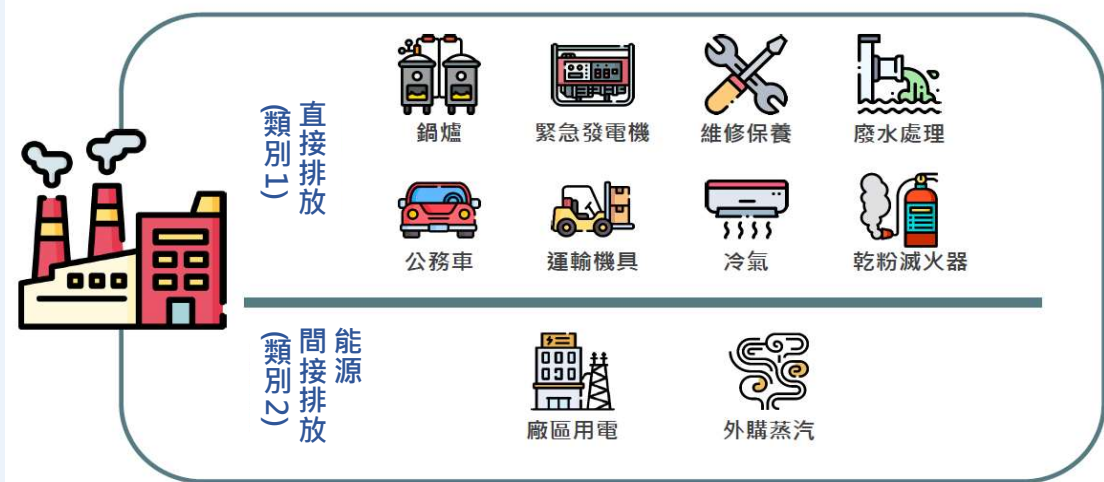 直接排放
(類別1)
鍋爐
緊急發電機
維修保養
廢水處理
公務車
運輸機具
冷氣
乾粉滅火器
能源
間接排放
(類別2)
廠區用電
外購蒸汽